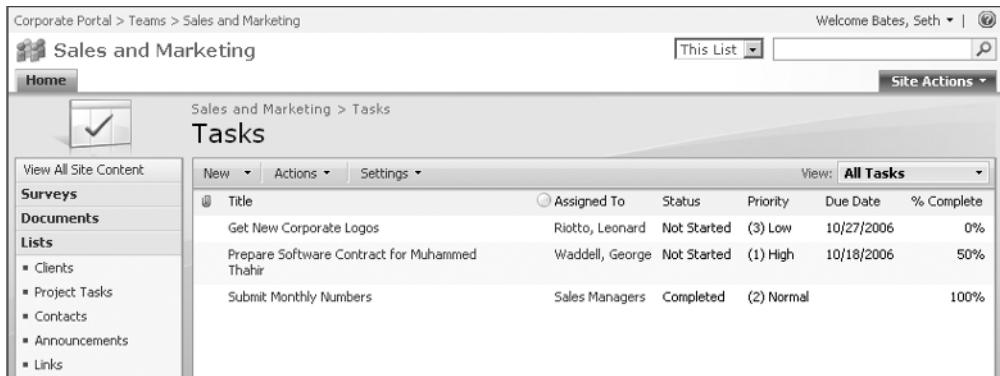 Corporate Portal > Teams > Sales and Marketing
Welcome Bates, Seth
Sales and Marketing
This List
Home
Site Actions
Sales and Marketing > Tasks
Tasks
View All Site Content
Surveys
Documents
Lists
Clients
Project Tasks
Contacts
Announcements
Links
New Actions Settings View: All Tasks
Title Assigned To Status Priority Due Date % Complete
Get New Corporate Logos Riotto, Leonard Not Started (3) Low 10/27/2006 0%
Prepare Software Contract for Muhammed Waddell, George Not Started (1) High 10/18/2006 50%
Thahir
Submit Monthly Numbers Sales Managers Completed (2) Normal 100%